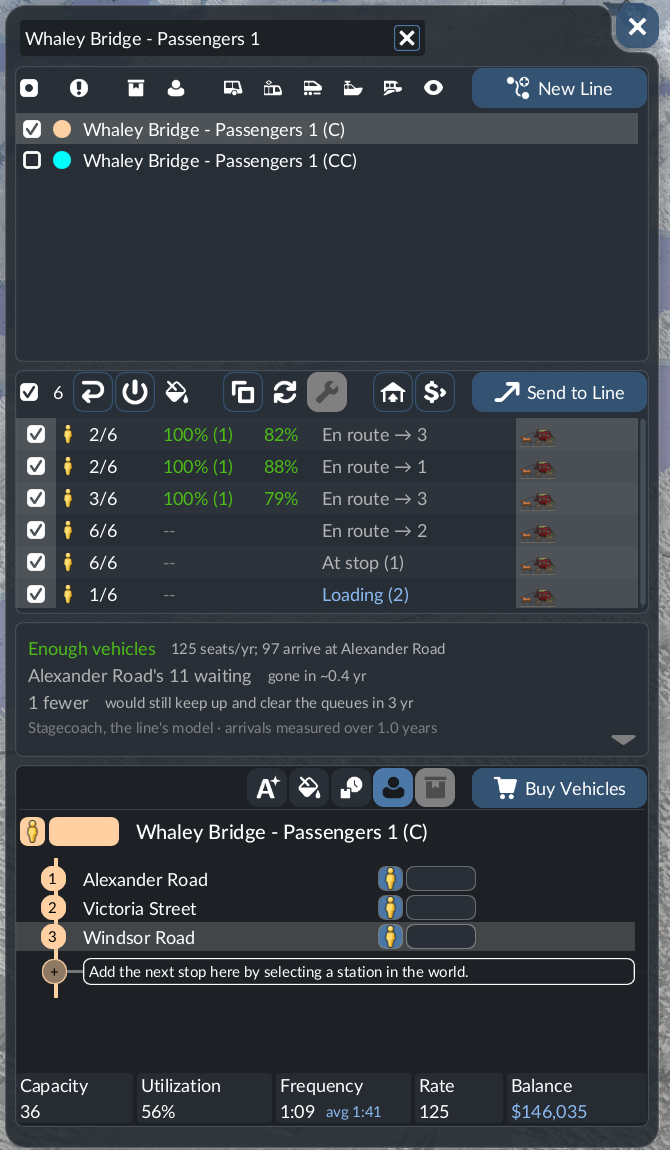 Whaley Bridge - Passengers 1
New Line
Whaley Bridge - Passengers 1 (C)
Whaley Bridge - Passengers 1 (CC)
6 Send to Line
2/6 100% (1) 82% En route → 3
2/6 100% (1) 88% En route → 1
3/6 100% (1) 79% En route → 3
6/6 -- En route → 2
6/6 -- At stop (1)
1/6 -- Loading (2)
Enough vehicles 125 seats/yr; 97 arrive at Alexander Road
Alexander Road's 11 waiting gone in ~0.4 yr
1 fewer would still keep up and clear the queues in 3 yr
Stagecoach, the line's model · arrivals measured over 1.0 years
A+ Buy Vehicles
Whaley Bridge - Passengers 1 (C)
1 Alexander Road
2 Victoria Street
3 Windsor Road
+ Add the next stop here by selecting a station in the world.
Capacity Utilization Frequency Rate Balance
36 56% 1:09 avg 1:41 125 $146,035